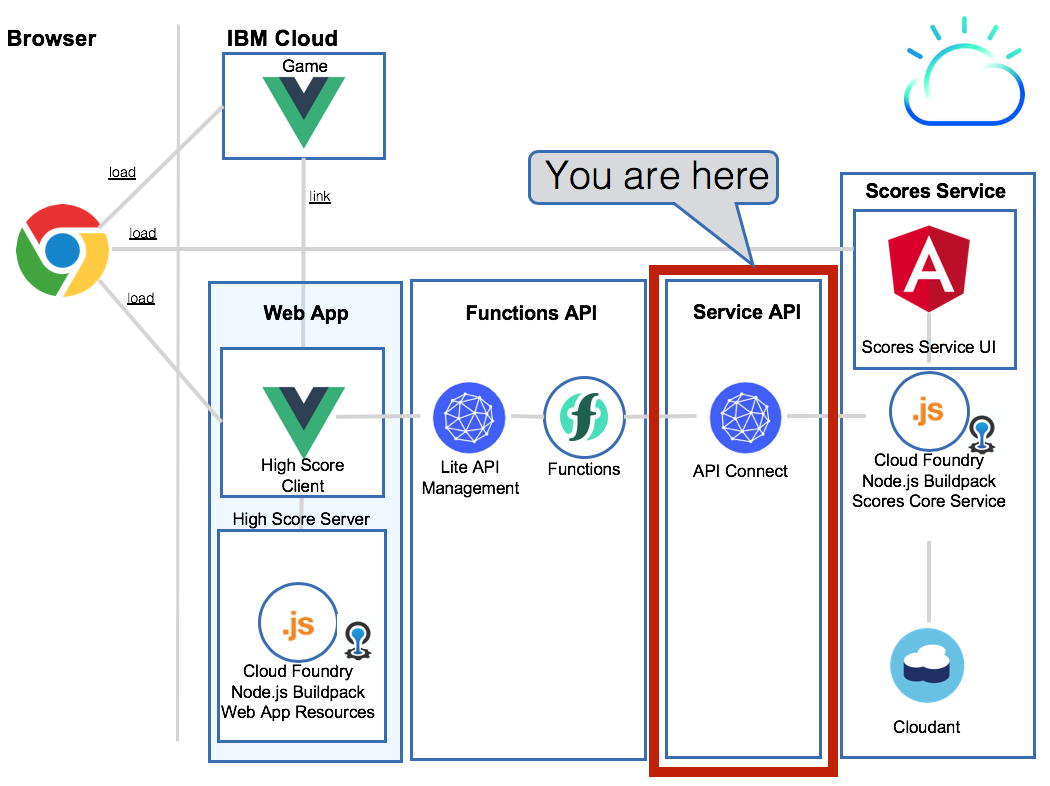 Browser
IBM Cloud
Game
load
link
You are here
load
load
Scores Service
A
Scores Service UI
Web App
Functions API
Service API
High Score
Client
Lite API
Management
f
Functions
API Connect
.js
Cloud Foundry
Node.js Buildpack
Scores Core Service
High Score Server
.js
Cloud Foundry
Node.js Buildpack
Web App Resources
Cloudant